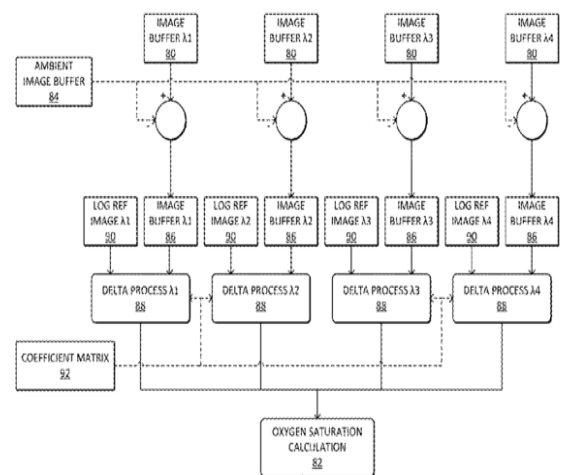 IMAGE
BUFFER λ1
80
IMAGE
BUFFER λ2
80
IMAGE
BUFFER λ3
80
IMAGE
BUFFER λ4
80
AMBIENT
IMAGE BUFFER
84
+
-
+
-
+
-
+
-
LOG REF
IMAGE λ1
90
IMAGE
BUFFER λ1
86
LOG REF
IMAGE λ2
90
IMAGE
BUFFER λ2
86
LOG REF
IMAGE λ3
90
IMAGE
BUFFER λ3
86
LOG REF
IMAGE λ4
90
IMAGE
BUFFER λ4
86
DELTA PROCESS λ1
88
DELTA PROCESS λ2
88
DELTA PROCESS λ3
88
DELTA PROCESS λ4
88
COEFFICIENT MATRIX
92
OXYGEN SATURATION
CALCULATION
82